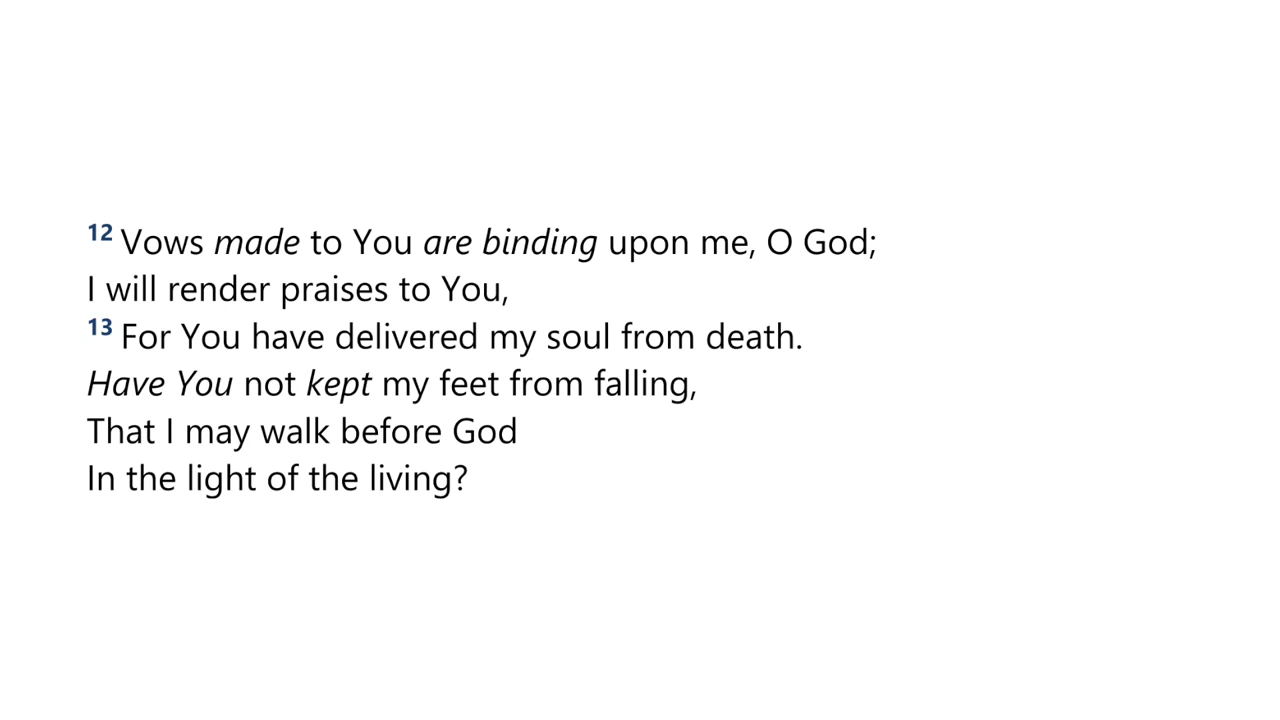 12 Vows made to You are binding upon me, O God;
I will render praises to You,
13 For You have delivered my soul from death.
Have You not kept my feet from falling,
That I may walk before God
In the light of the living?